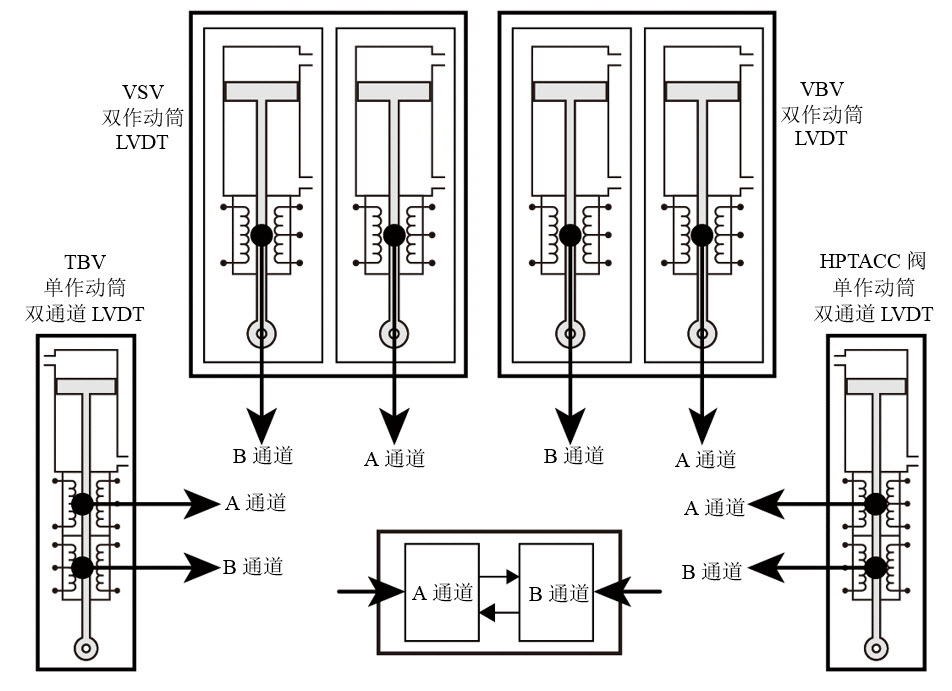 VSV
双作动筒
LVDT
VBV
双作动筒
LVDT
TBV
单作动筒
双通道 LVDT
HPTACC 阀
单作动筒
双通道 LVDT
B 通道
A 通道
B 通道
A 通道
A 通道
B 通道
A 通道
B 通道
A 通道
B 通道